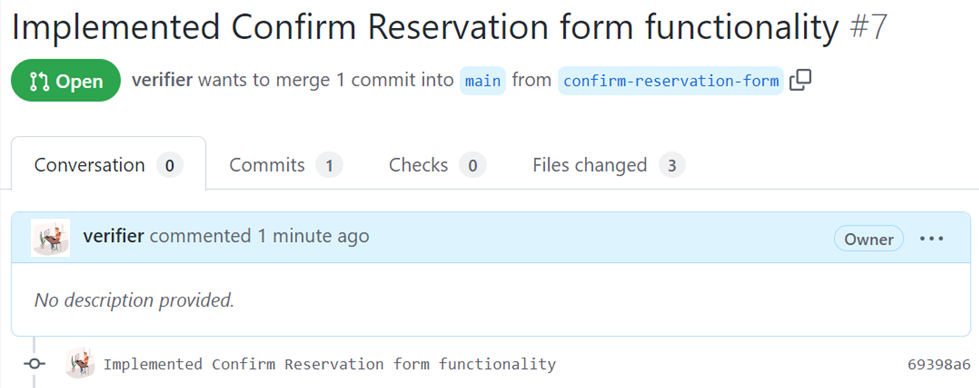 Implemented Confirm Reservation form functionality #7
Open verifier wants to merge 1 commit into main from confirm-reservation-form
Conversation 0 Commits 1 Checks 0 Files changed 3
verifier commented 1 minute ago Owner
No description provided.
Implemented Confirm Reservation form functionality 69398a6